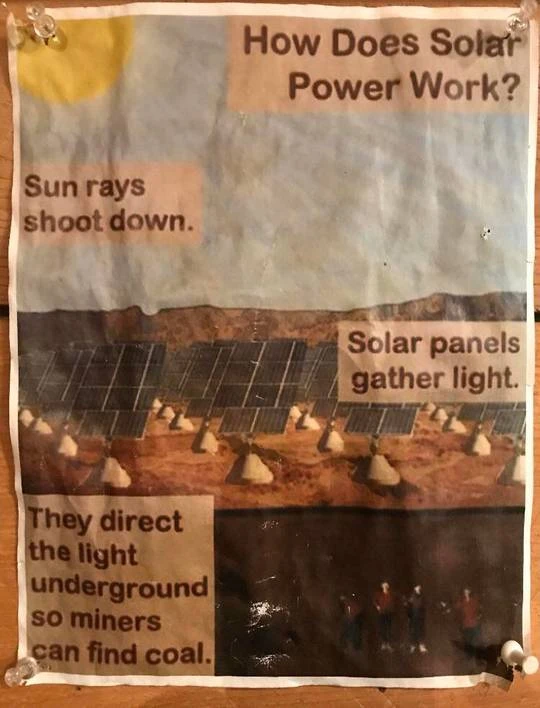 How Does Solar
Power Work?
Sun rays
shoot down.
Solar panels
gather light.
They direct
the light
underground
so miners
can find coal.